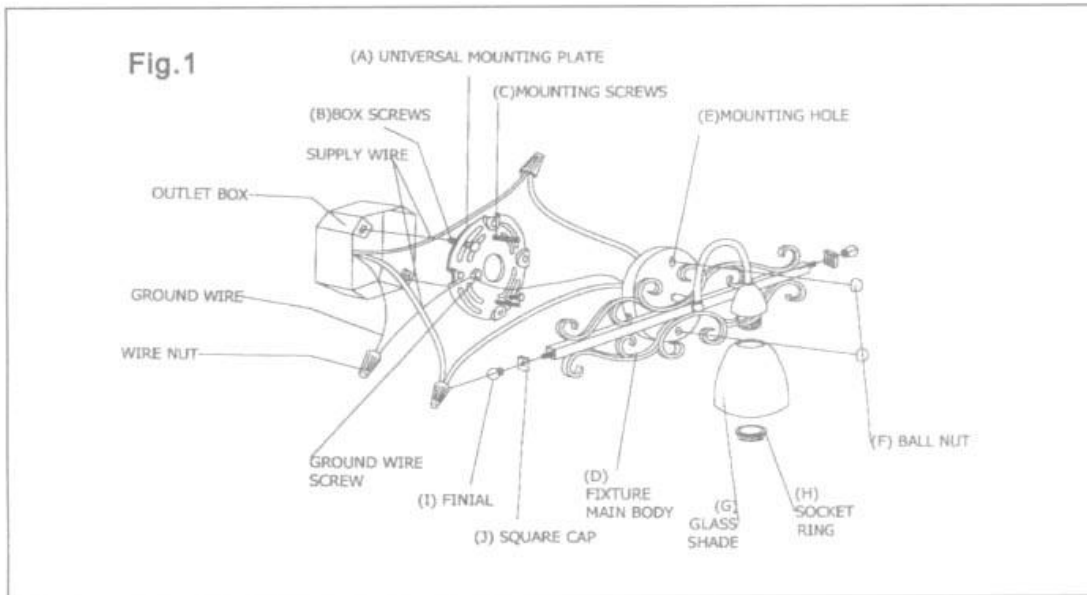 Fig.1
(A) UNIVERSAL MOUNTING PLATE
(C)MOUNTING SCREWS
(B)BOX SCREWS
(E)MOUNTING HOLE
SUPPLY WIRE
OUTLET BOX
GROUND WIRE
WIRE NUT
GROUND WIRE
SCREW
(I) FINIAL
(J) SQUARE CAP
(D)
FIXTURE
MAIN BODY
(G)
GLASS
SHADE
(H)
SOCKET
RING
(F) BALL NUT